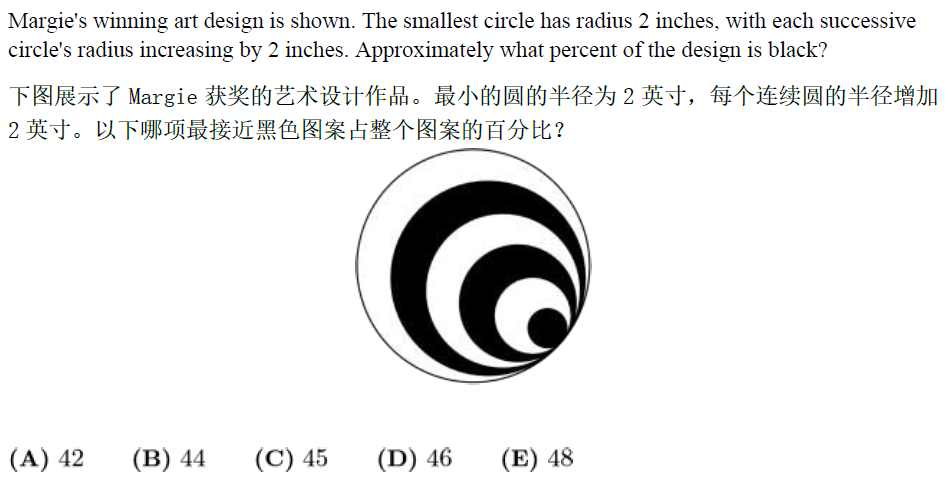 Margie's winning art design is shown. The smallest circle has radius 2 inches, with each successive
circle's radius increasing by 2 inches. Approximately what percent of the design is black?
下图展示了 Margie 获奖的艺术设计作品。最小的圆的半径为 2 英寸，每个连续圆的半径增加
2 英寸。以下哪项最接近黑色图案占整个图案的百分比？
(A) 42 (B) 44 (C) 45 (D) 46 (E) 48